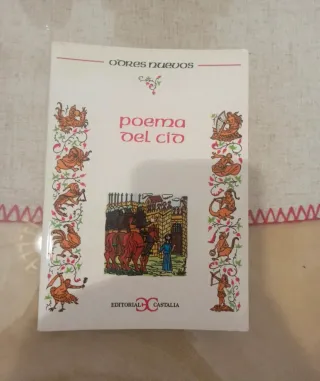 odres nuevos
poema
del cid
EDITORIAL CASTALIA